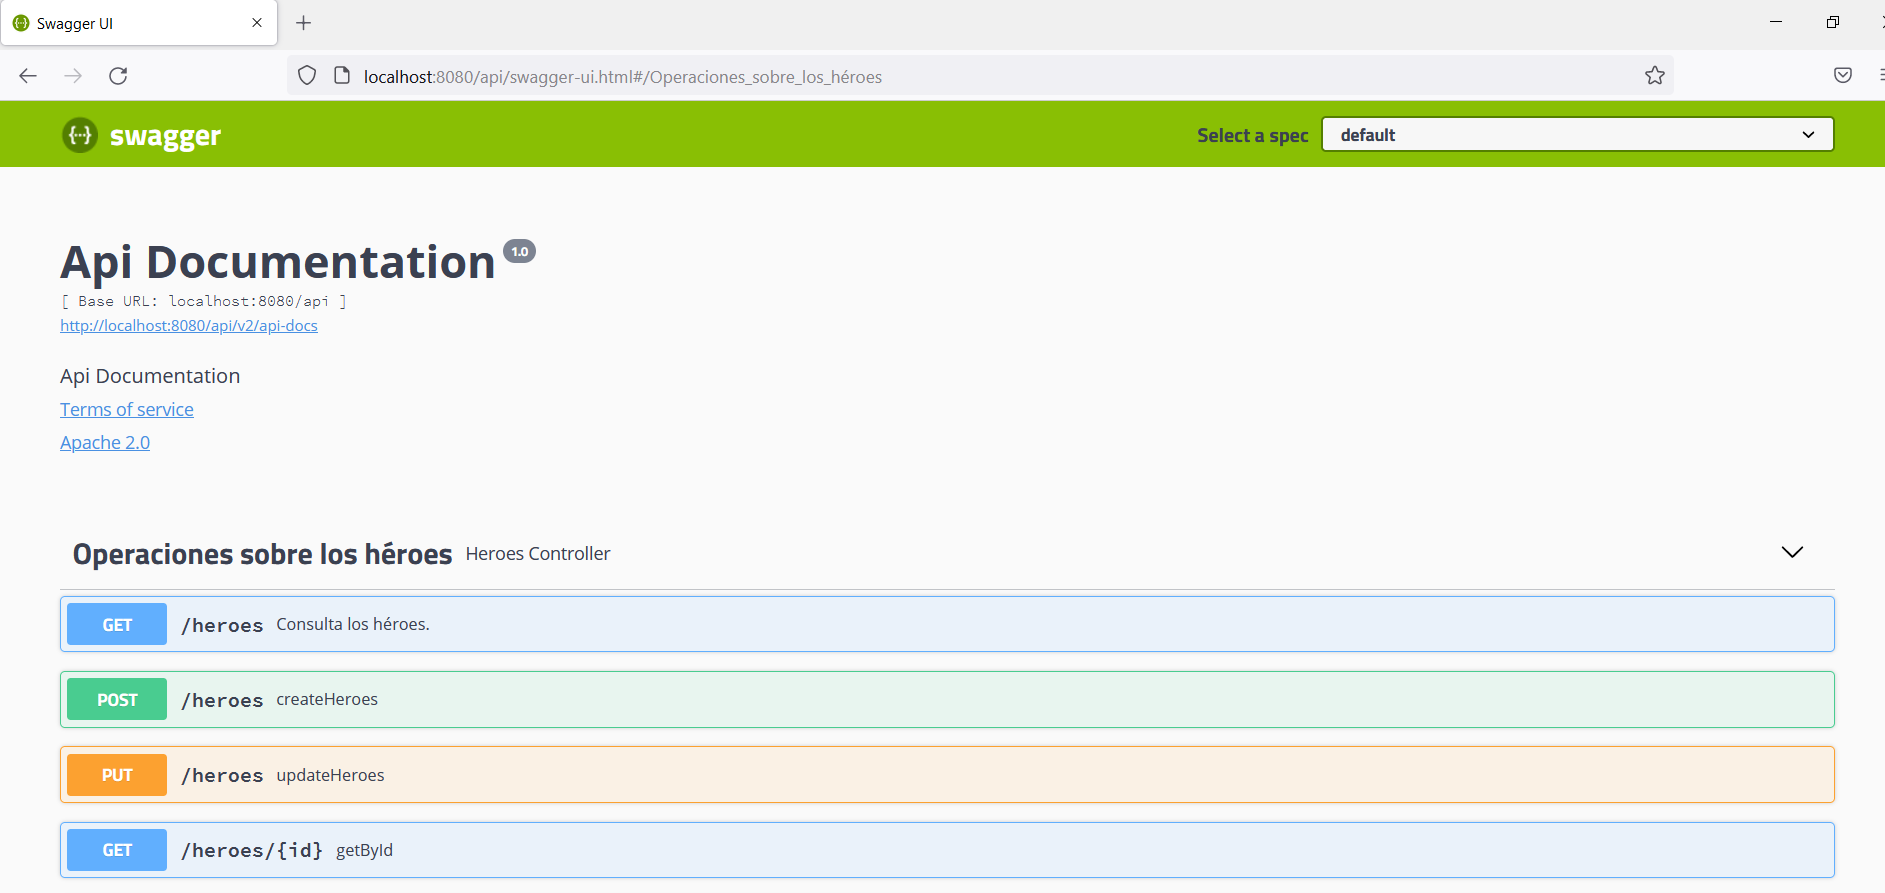 Swagger UI
localhost:8080/api/swagger-ui.html#/Operaciones_sobre_los_héroes
swagger
Select a spec default
Api Documentation 1.0
[ Base URL: localhost:8080/api ]
http://localhost:8080/api/v2/api-docs
Api Documentation
Terms of service
Apache 2.0
Operaciones sobre los héroes Heroes Controller
GET /heroes Consulta los héroes.
POST /heroes createHeroes
PUT /heroes updateHeroes
GET /heroes/{id} getById